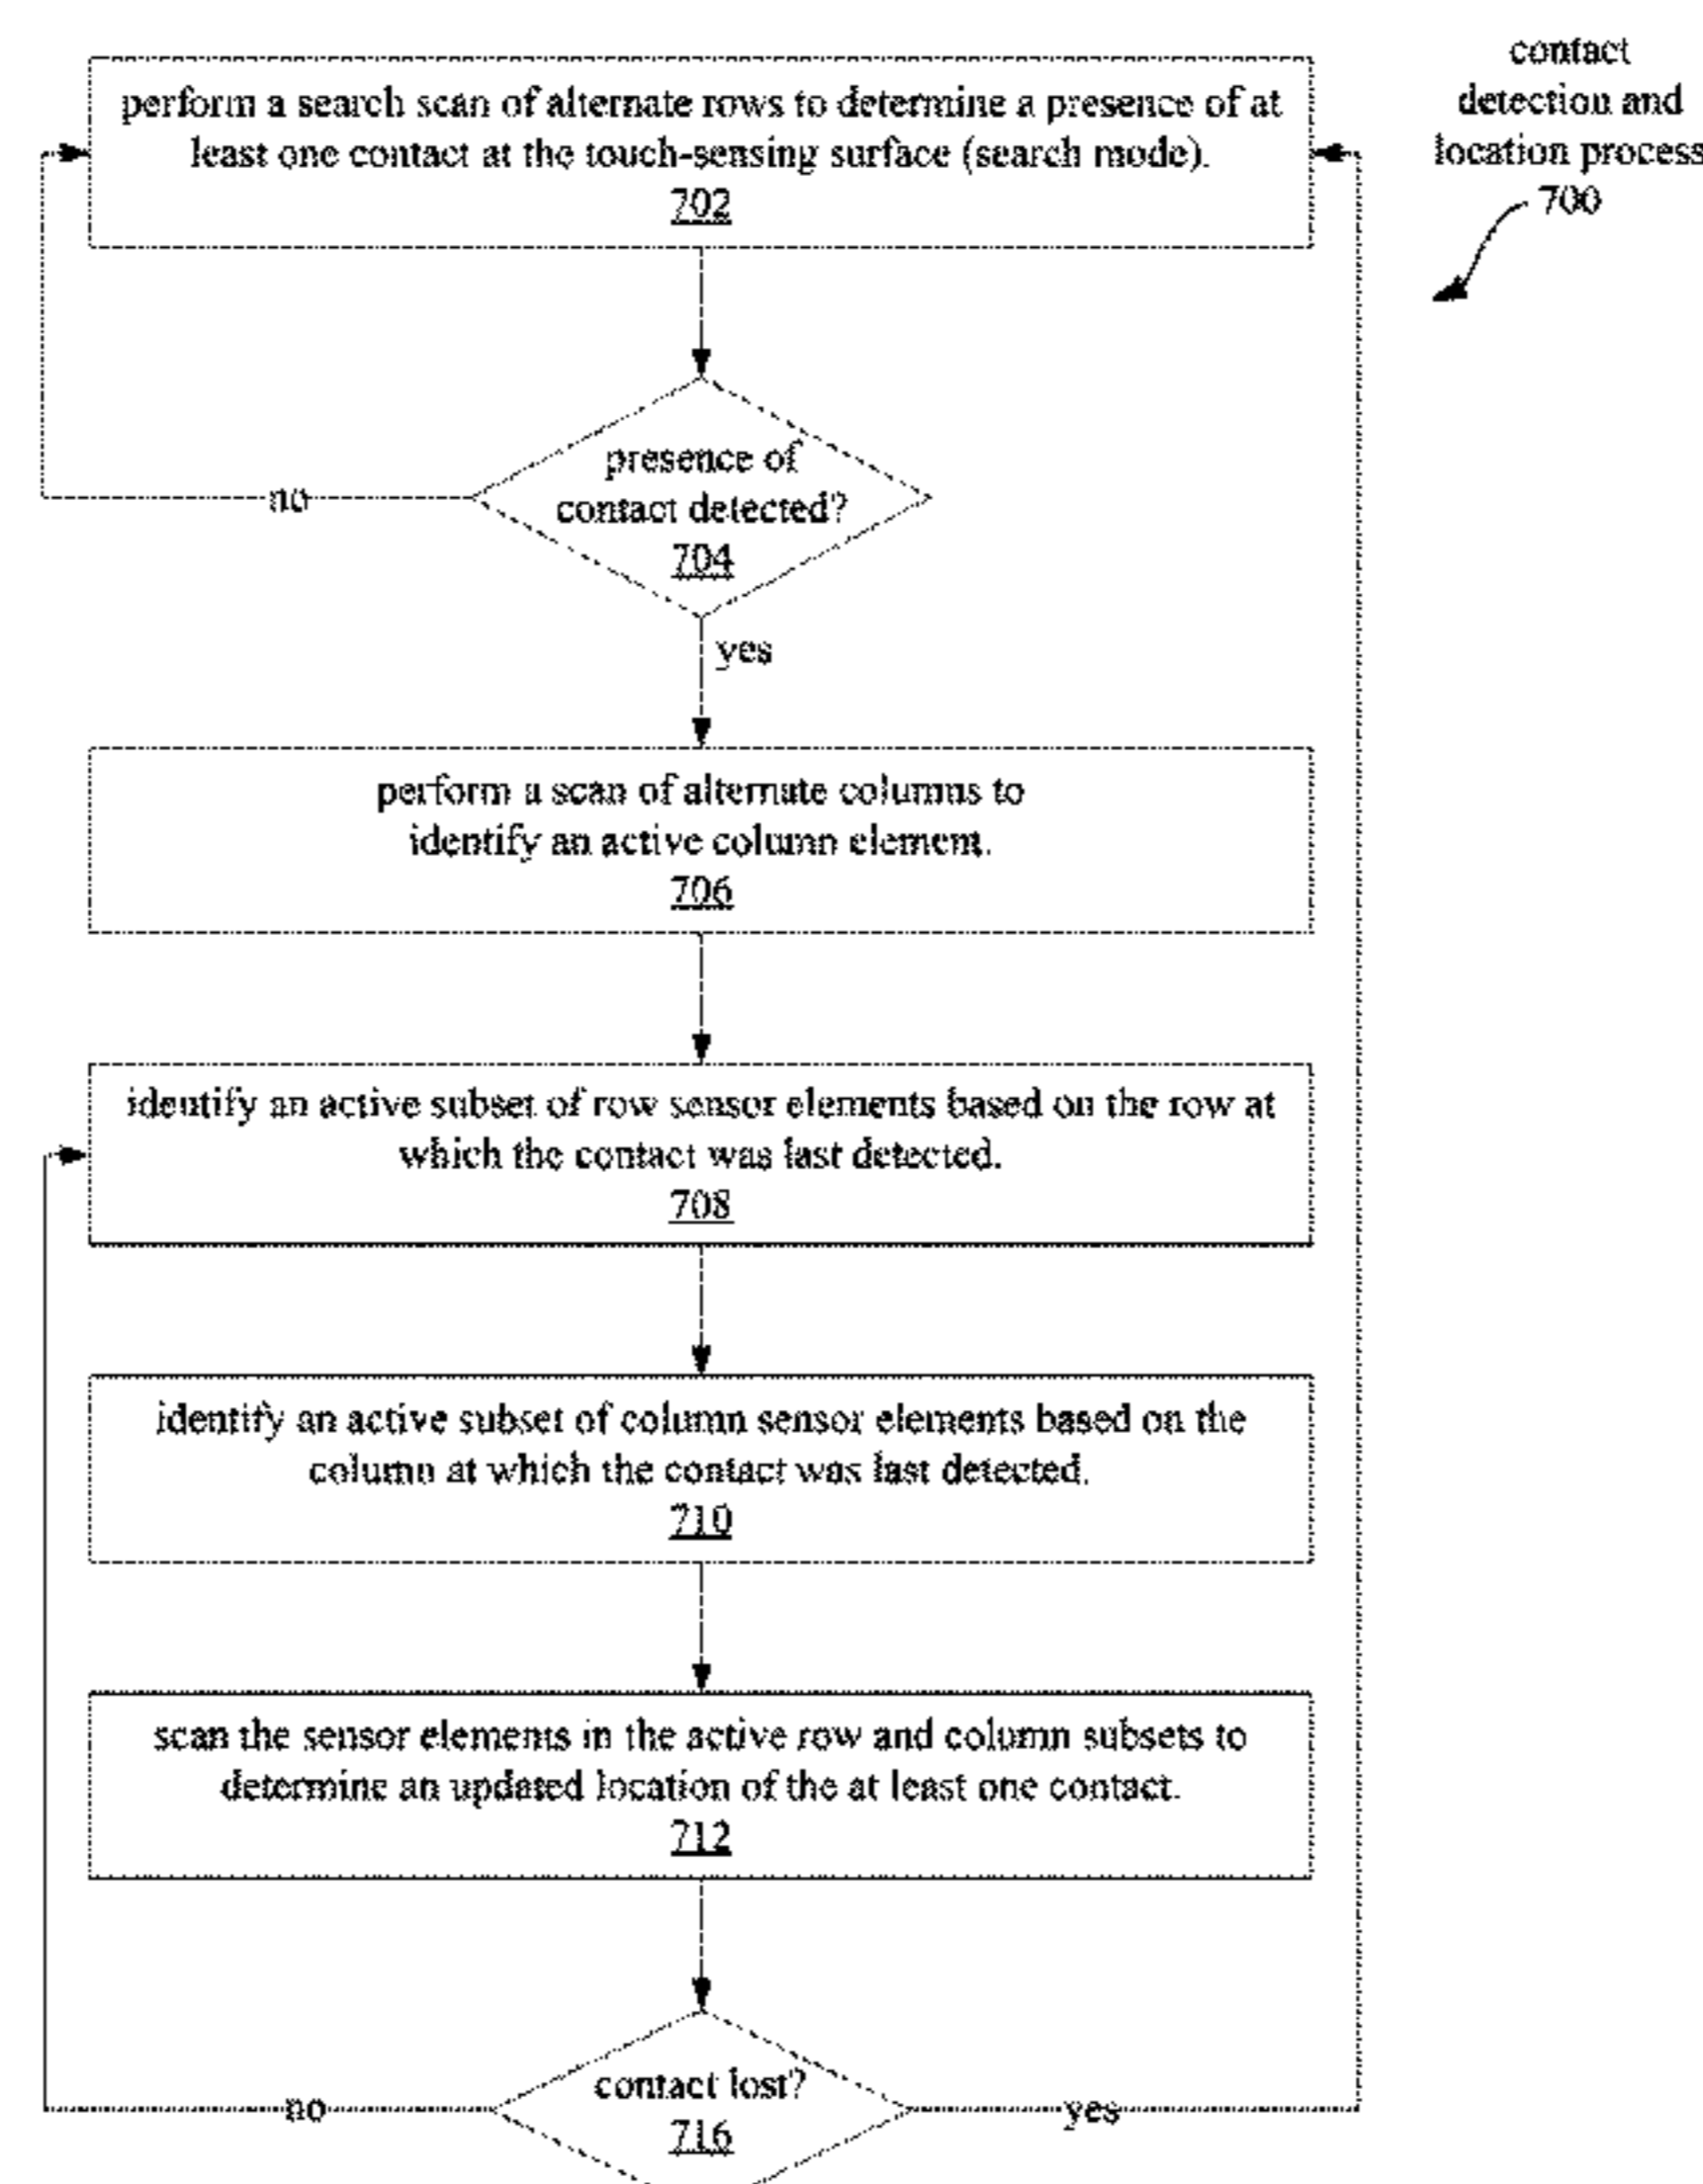 contact
detection and
location process
700
perform a search scan of alternate rows to determine a presence of at
least one contact at the touch-sensing surface (search mode).
702
presence of
contact detected?
704
no
yes
perform a scan of alternate columns to
identify an active column element.
706
identify an active subset of row sensor elements based on the row at
which the contact was last detected.
708
identify an active subset of column sensor elements based on the
column at which the contact was last detected.
710
scan the sensor elements in the active row and column subsets to
determine an updated location of the at least one contact.
712
contact lost?
716
no
yes